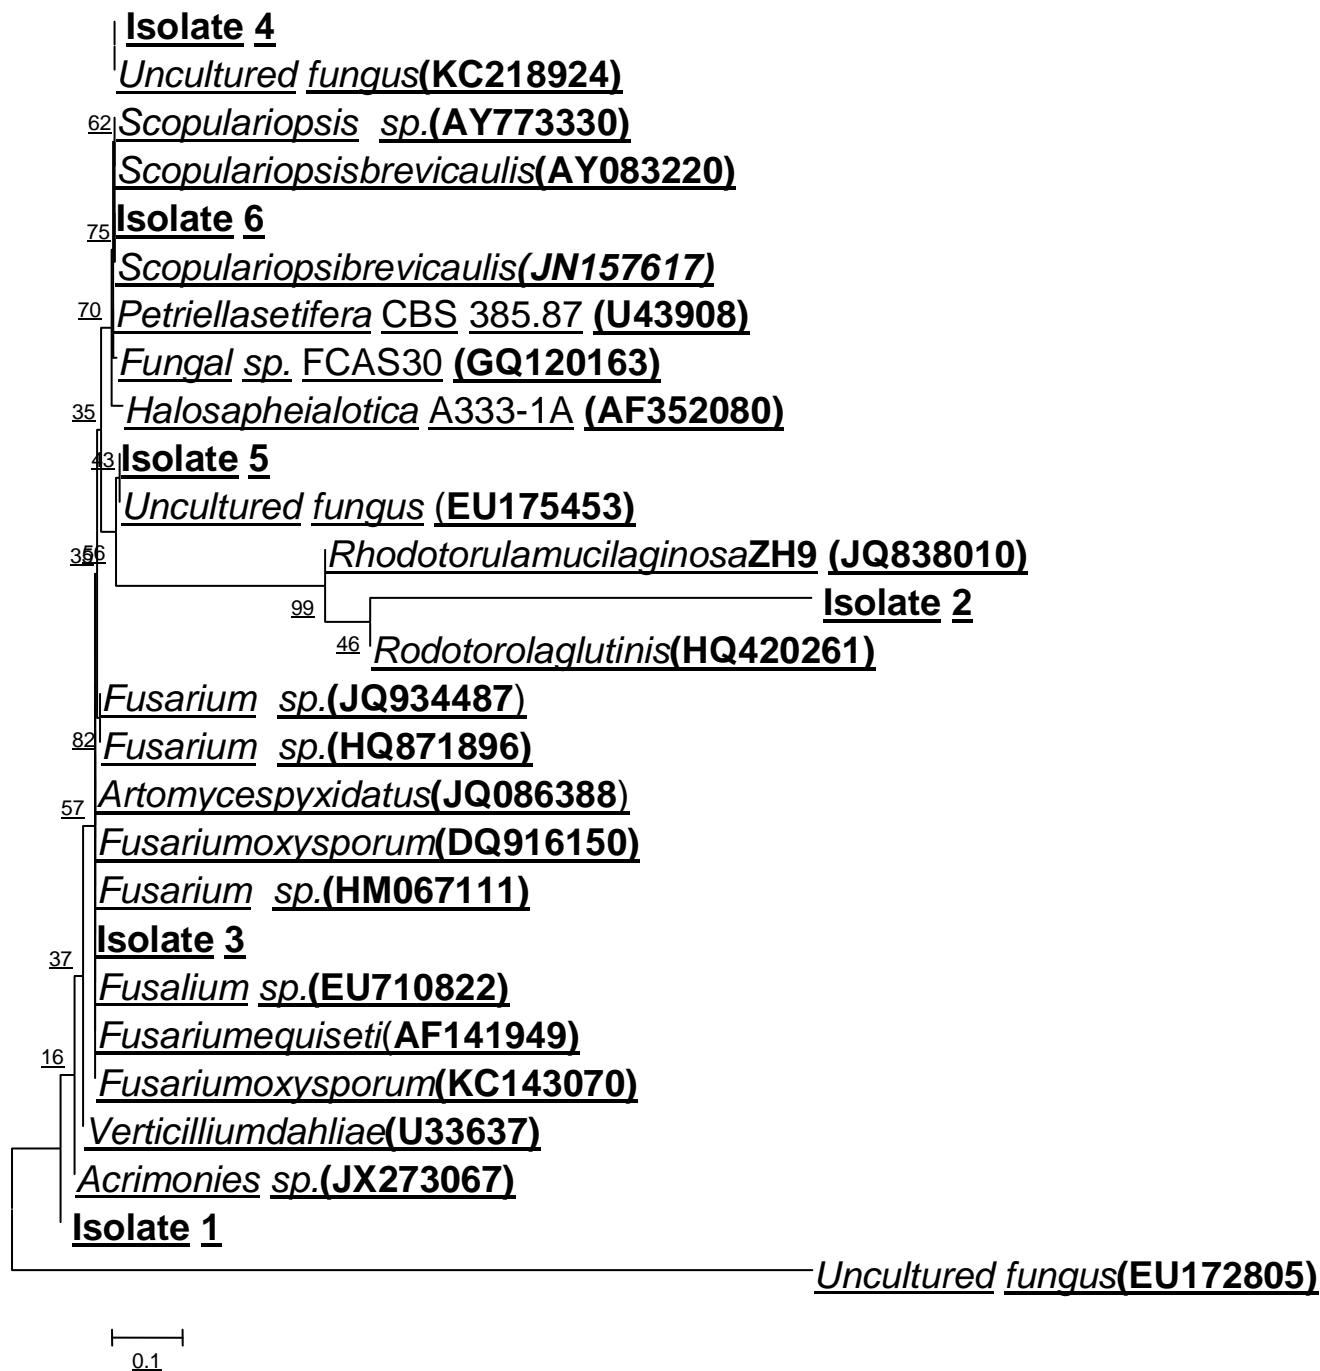 Isolate 4
Uncultured fungus(KC218924)
62
Scopulariopsis sp.(AY773330)
Scopulariopsisbrevicaulis(AY083220)
75
Isolate 6
Scopulariopsibrevicaulis(JN157617)
70
Petriellasetifera CBS 385.87 (U43908)
Fungal sp. FCAS30 (GQ120163)
35
Halosapheialotica A333-1A (AF352080)
43
Isolate 5
Uncultured fungus (EU175453)
35
56
Rhodotorulamucilaginosa ZH9 (JQ838010)
99
Isolate 2
46
Rodotorolaglutinis(HQ420261)
Fusarium sp.(JQ934487)
82
Fusarium sp.(HQ871896)
Artomycespyxidatus(JQ086388)
57
Fusariumoxysporum(DQ916150)
Fusarium sp.(HM067111)
Isolate 3
37
Fusalium sp.(EU710822)
Fusariumequiseti(AF141949)
16
Fusariumoxysporum(KC143070)
Verticilliumdahliae(U33637)
Acrimonies sp.(JX273067)
Isolate 1
Uncultured fungus(EU172805)
0.1